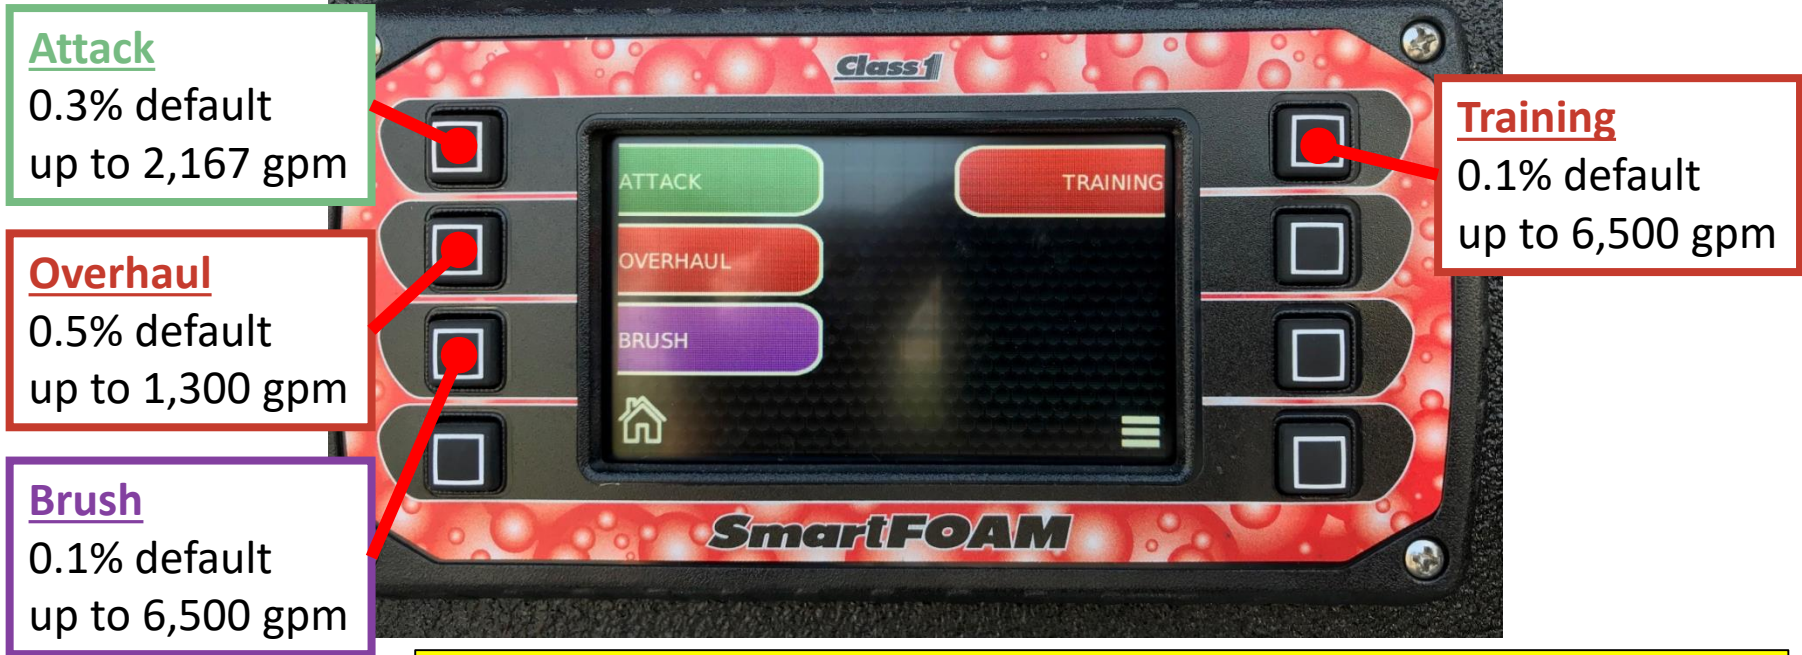 Attack
0.3% default
up to 2,167 gpm
Overhaul
0.5% default
up to 1,300 gpm
Brush
0.1% default
up to 6,500 gpm
Class1
ATTACK
OVERHAUL
BRUSH
TRAINING
SmartFOAM
Training
0.1% default
up to 6,500 gpm